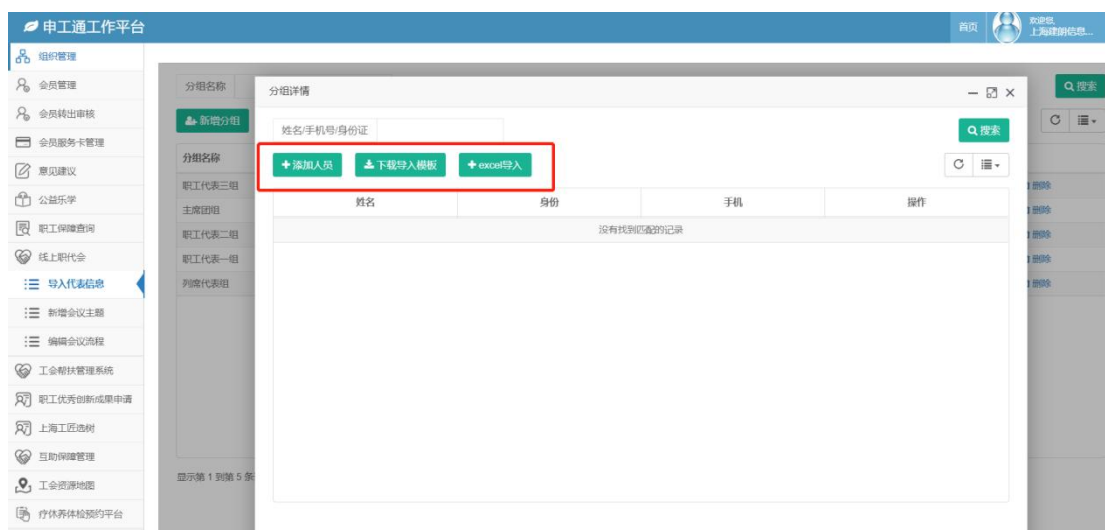 申工通工作平台
首页
欢迎您,
上海建朗信息...
组织管理
会员管理
会员转出审核
会员服务卡管理
意见建议
公益乐学
职工保障查询
线上职代会
导入代表信息
新增会议主题
编辑会议流程
工会帮扶管理系统
职工优秀创新成果申请
上海工匠选树
互助保障管理
工会资源地图
疗休养体检预约平台
分组名称
搜索
新增分组
分组名称
职工代表三组
删除
主席团组
删除
职工代表二组
删除
职工代表一组
删除
列席代表组
删除
显示第 1 到第 5 条
分组详情
姓名/手机号/身份证
搜索
添加人员 下载导入模板 excel导入
姓名 身份 手机 操作
没有找到匹配的记录